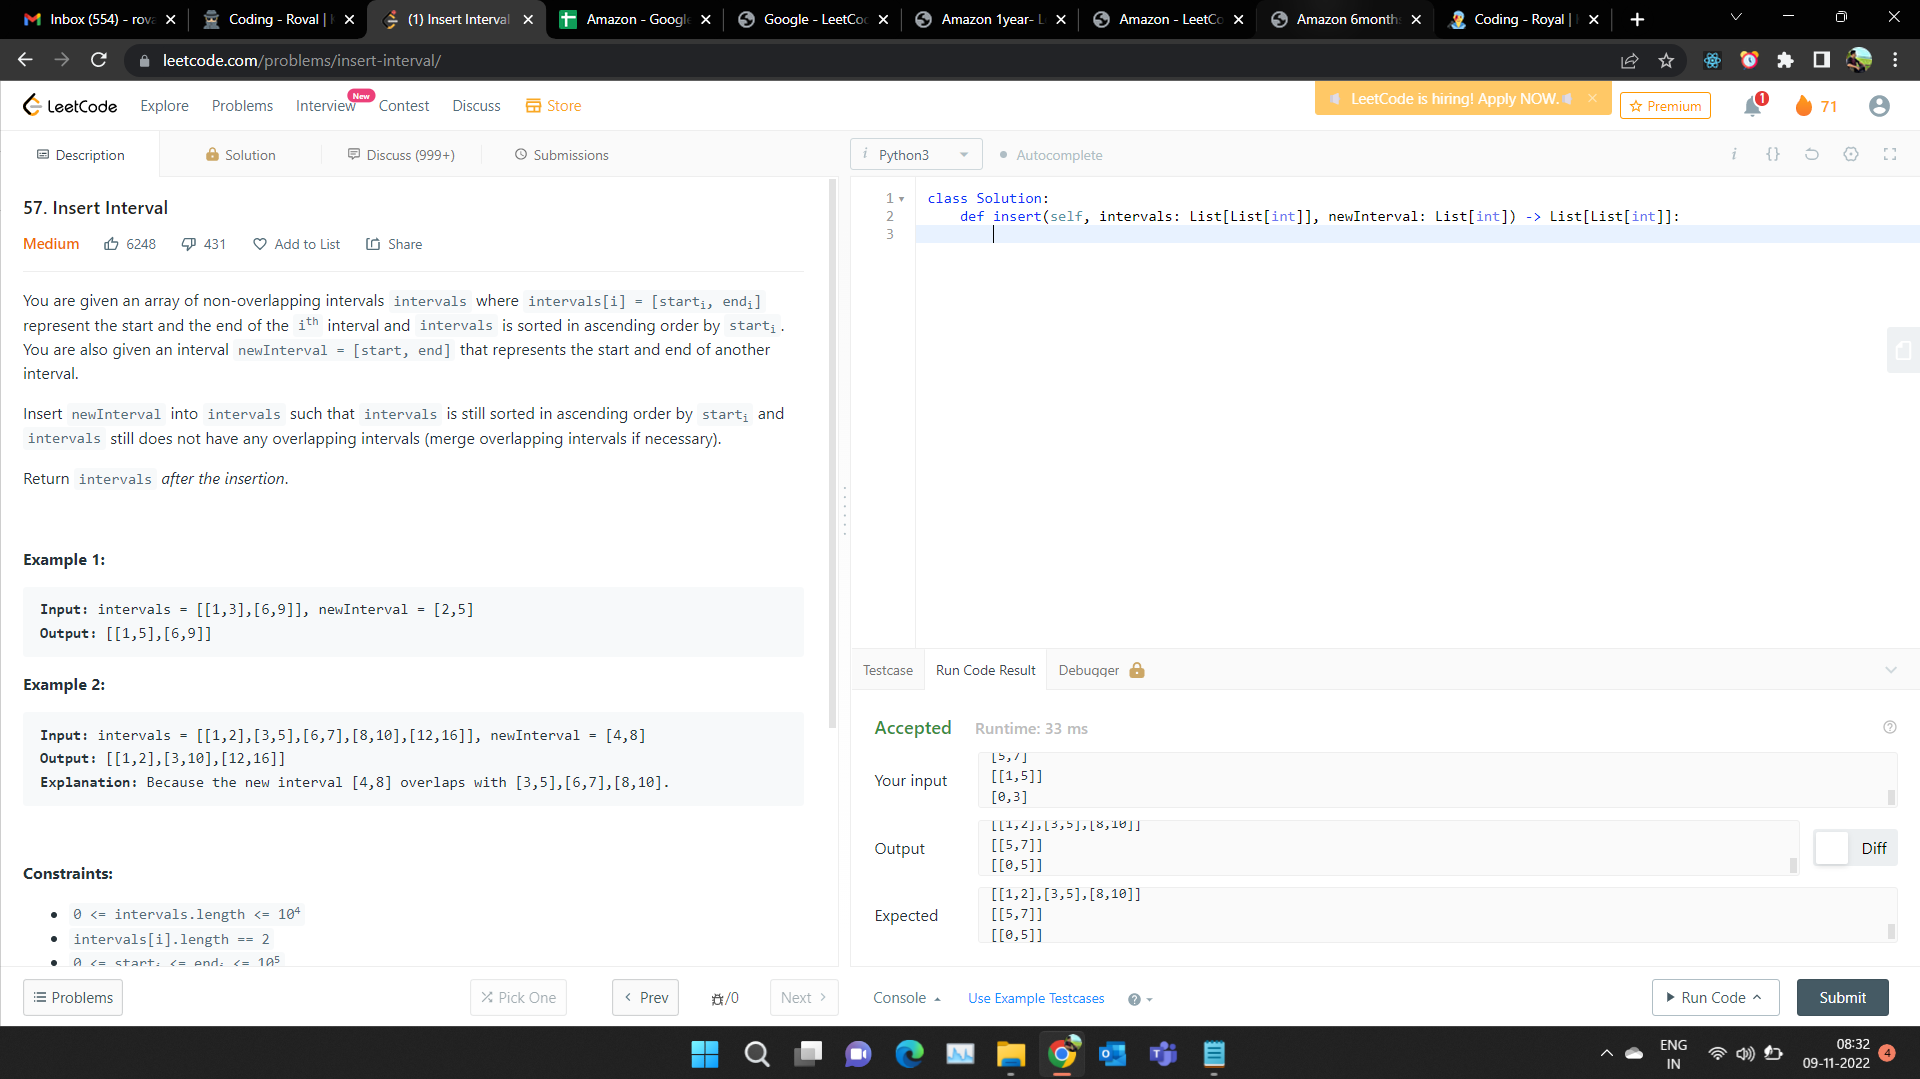 Inbox (554) - rova
Coding - Roval |
(1) Insert Interval
Amazon - Google
Google - LeetCo
Amazon 1year- L
Amazon - LeetCo
Amazon 6month
Coding - Royal |
leetcode.com/problems/insert-interval/
LeetCode
Explore
Problems
Interview
New
Contest
Discuss
Store
LeetCode is hiring! Apply NOW.
Premium
1
71
Description
Solution
Discuss (999+)
Submissions
i Python3
Autocomplete
i {}
57. Insert Interval
Medium 6248 431 Add to List Share
You are given an array of non-overlapping intervals intervals where intervals[i] = [starti, endi]
represent the start and the end of the ith interval and intervals is sorted in ascending order by starti.
You are also given an interval newInterval = [start, end] that represents the start and end of another
interval.
Insert newInterval into intervals such that intervals is still sorted in ascending order by starti and
intervals still does not have any overlapping intervals (merge overlapping intervals if necessary).
Return intervals after the insertion.
Example 1:
Input: intervals = [[1,3],[6,9]], newInterval = [2,5]
Output: [[1,5],[6,9]]
Example 2:
Input: intervals = [[1,2],[3,5],[6,7],[8,10],[12,16]], newInterval = [4,8]
Output: [[1,2],[3,10],[12,16]]
Explanation: Because the new interval [4,8] overlaps with [3,5],[6,7],[8,10].
Constraints:
0 <= intervals.length <= 10⁴
intervals[i].length == 2
0 <= starti <= endi <= 10⁵
1 class Solution:
2 def insert(self, intervals: List[List[int]], newInterval: List[int]) -> List[List[int]]:
3
Testcase
Run Code Result
Debugger
Accepted Runtime: 33 ms
Your input
[5,7]
[[1,5]]
[0,3]
Output
[[1,2],[3,5],[8,10]]
[[5,7]]
[[0,5]]
Diff
Expected
[[1,2],[3,5],[8,10]]
[[5,7]]
[[0,5]]
Problems
Pick One
Prev
/0
Next
Console
Use Example Testcases
Run Code
Submit
ENG
IN
08:32
09-11-2022
4